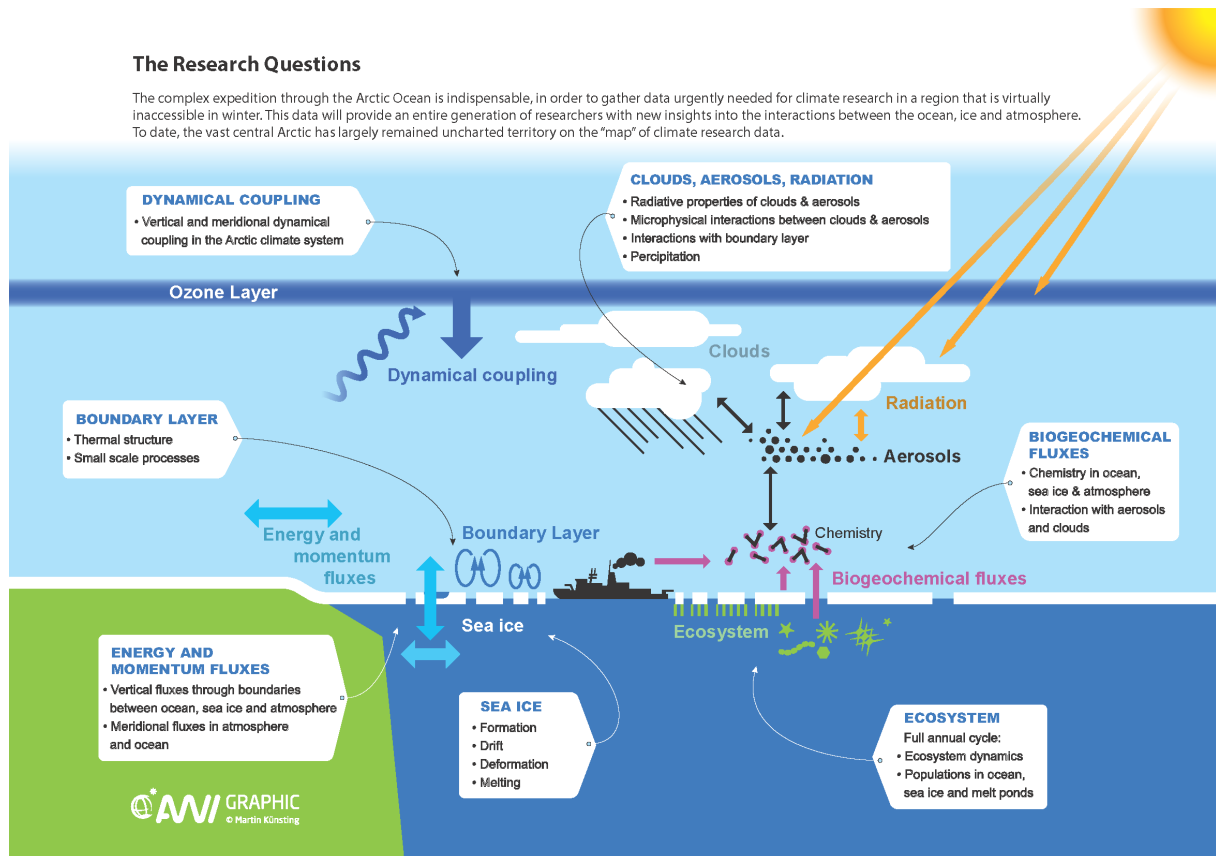 The Research Questions
The complex expedition through the Arctic Ocean is indispensable, in order to gather data urgently needed for climate research in a region that is virtually
inaccessible in winter. This data will provide an entire generation of researchers with new insights into the interactions between the ocean, ice and atmosphere.
To date, the vast central Arctic has largely remained uncharted territory on the “map” of climate research data.
DYNAMICAL COUPLING
• Vertical and meridional dynamical
coupling in the Arctic climate system
CLOUDS, AEROSOLS, RADIATION
• Radiative properties of clouds & aerosols
• Microphysical interactions between clouds & aerosols
• Interactions with boundary layer
• Percipitation
Ozone Layer
Clouds
Dynamical coupling
Radiation
BOUNDARY LAYER
• Thermal structure
• Small scale processes
Aerosols
BIOGEOCHEMICAL
FLUXES
• Chemistry in ocean,
sea ice & atmosphere
• Interaction with aerosols
and clouds
Energy and
momentum
fluxes
Boundary Layer
Chemistry
Biogeochemical fluxes
Sea ice
Ecosystem
ENERGY AND
MOMENTUM FLUXES
• Vertical fluxes through boundaries
between ocean, sea ice and atmosphere
• Meridional fluxes in atmosphere
and ocean
SEA ICE
• Formation
• Drift
• Deformation
• Melting
ECOSYSTEM
Full annual cycle:
• Ecosystem dynamics
• Populations in ocean,
sea ice and melt ponds
AWI GRAPHIC
© Martin Künsting